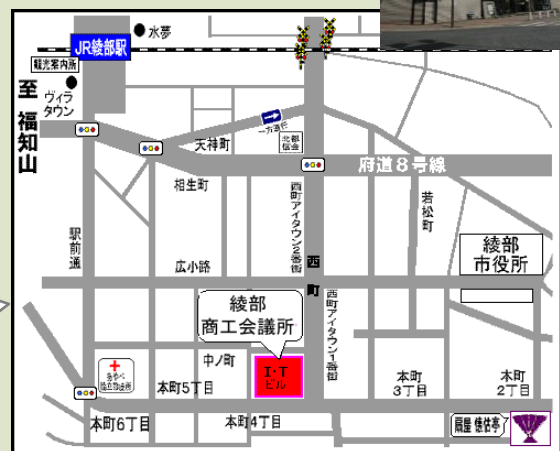 水夢
JR綾部駅
観光案内所
ヴィラ
タウン
至 福知山
一方通行
天神町
北都
信金
府道8号線
相生町
西町アイタウン2番街
若松町
駅前通
広小路
西町
綾部
市役所
綾部
商工会議所
西町アイタウン1番街
中ノ町
I・T
ビル
本町5丁目
本町
3丁目
本町
2丁目
本町6丁目
本町4丁目